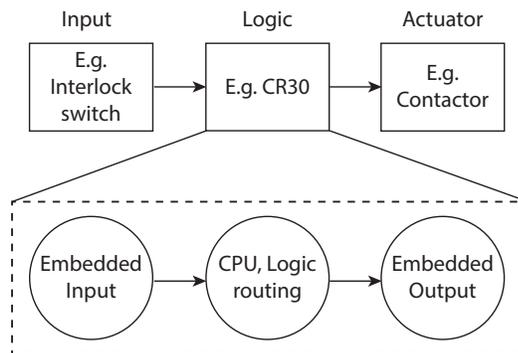 Input
Logic
Actuator
E.g.
Interlock
switch
E.g. CR30
E.g.
Contactor
Embedded
Input
CPU, Logic
routing
Embedded
Output